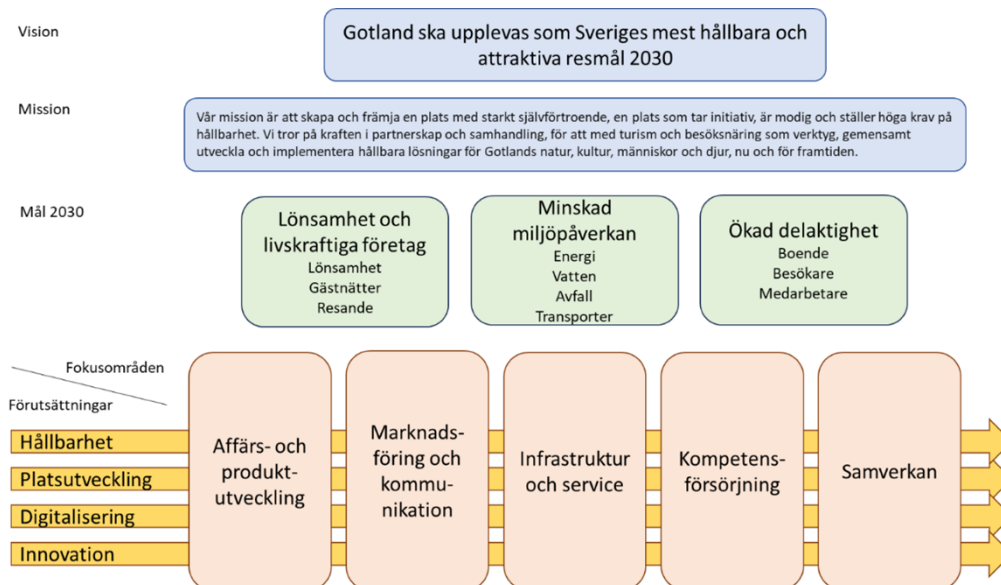 Vision
Gotland ska upplevas som Sveriges mest hållbara och
attraktiva resmål 2030
Mission
Vår mission är att skapa och främja en plats med starkt självförtroende, en plats som tar initiativ, är modig och ställer höga krav på
hållbarhet. Vi tror på kraften i partnerskap och samhandling, för att med turism och besöksnäring som verktyg, gemensamt
utveckla och implementera hållbara lösningar för Gotlands natur, kultur, människor och djur, nu och för framtiden.
Mål 2030
Lönsamhet och
livskraftiga företag
Lönsamhet
Gästnätter
Resande
Minskad
miljöpåverkan
Energi
Vatten
Avfall
Transporter
Ökad delaktighet
Boende
Besökare
Medarbetare
Fokusområden
Förutsättningar
Hållbarhet
Platsutveckling
Digitalisering
Innovation
Affärs- och
produkt-
utveckling
Marknads-
föring och
kommu-
nikation
Infrastruktur
och service
Kompetens-
försörjning
Samverkan